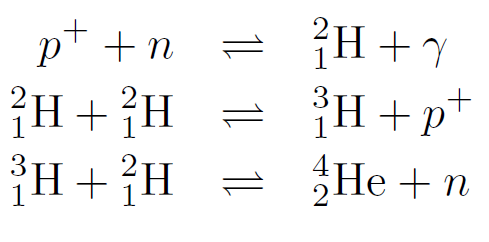 p⁺ + n ⇌ ²₁H + γ
²₁H + ²₁H ⇌ ³₁H + p⁺
³₁H + ²₁H ⇌ ⁴₂He + n